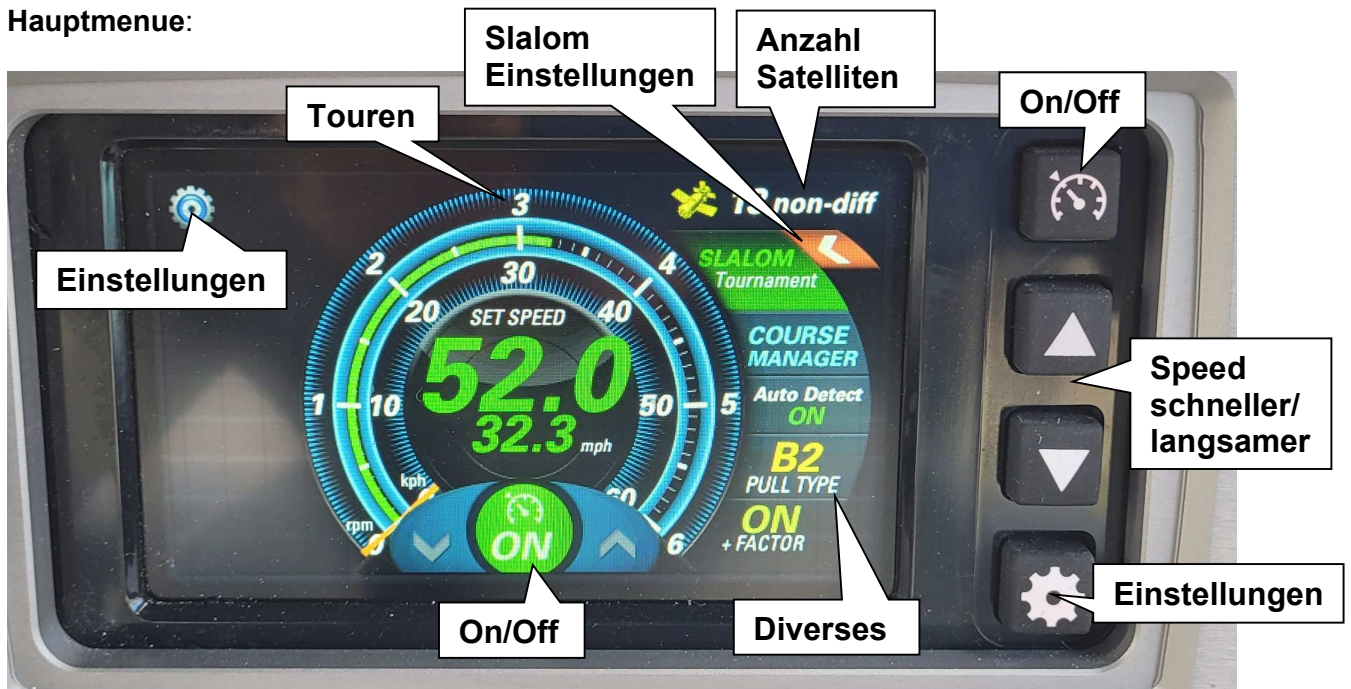 Hauptmenue:
Slalom
Einstellungen
Anzahl
Satelliten
On/Off
Touren
Einstellungen
non-diff
SLALOM
Tournament
COURSE
MANAGER
Auto Detect
ON
B2
PULL TYPE
ON
+ FACTOR
0
1
2
3
4
5
6
rpm
10
20
30
40
50
kph
SET SPEED
52.0
32.3 mph
ON
Speed
schneller/
langsamer
Einstellungen
On/Off
Diverses